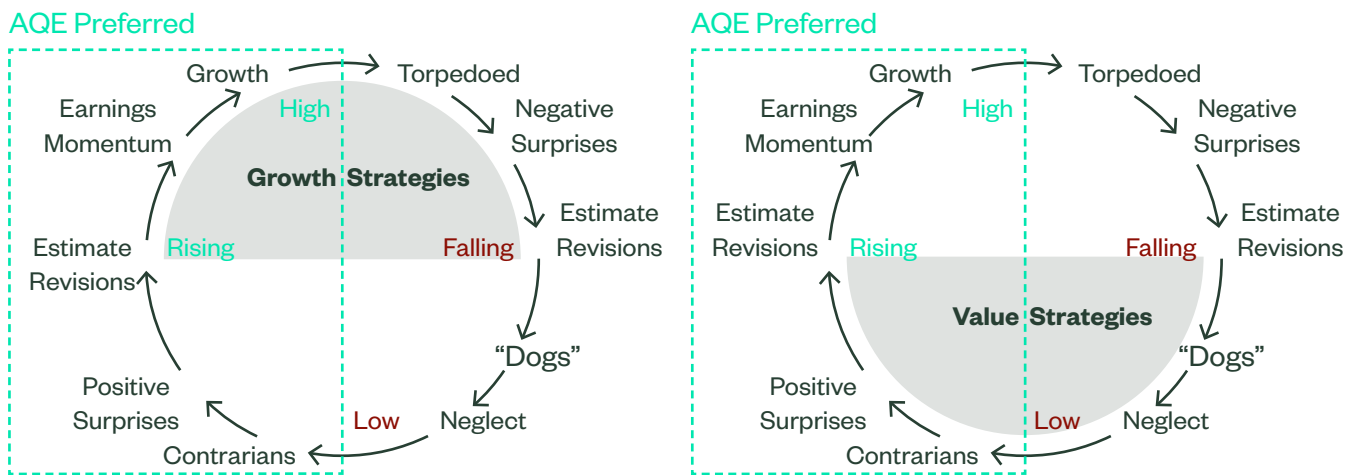 AQE Preferred
Growth
Torpedoed
Earnings
Momentum
High
Negative
Surprises
Growth Strategies
Estimate
Revisions
Rising
Falling
Estimate
Revisions
"Dogs"
Positive
Surprises
Low
Neglect
Contrarians
AQE Preferred
Growth
Torpedoed
Earnings
Momentum
High
Negative
Surprises
Estimate
Revisions
Rising
Falling
Estimate
Revisions
Value Strategies
"Dogs"
Positive
Surprises
Low
Neglect
Contrarians